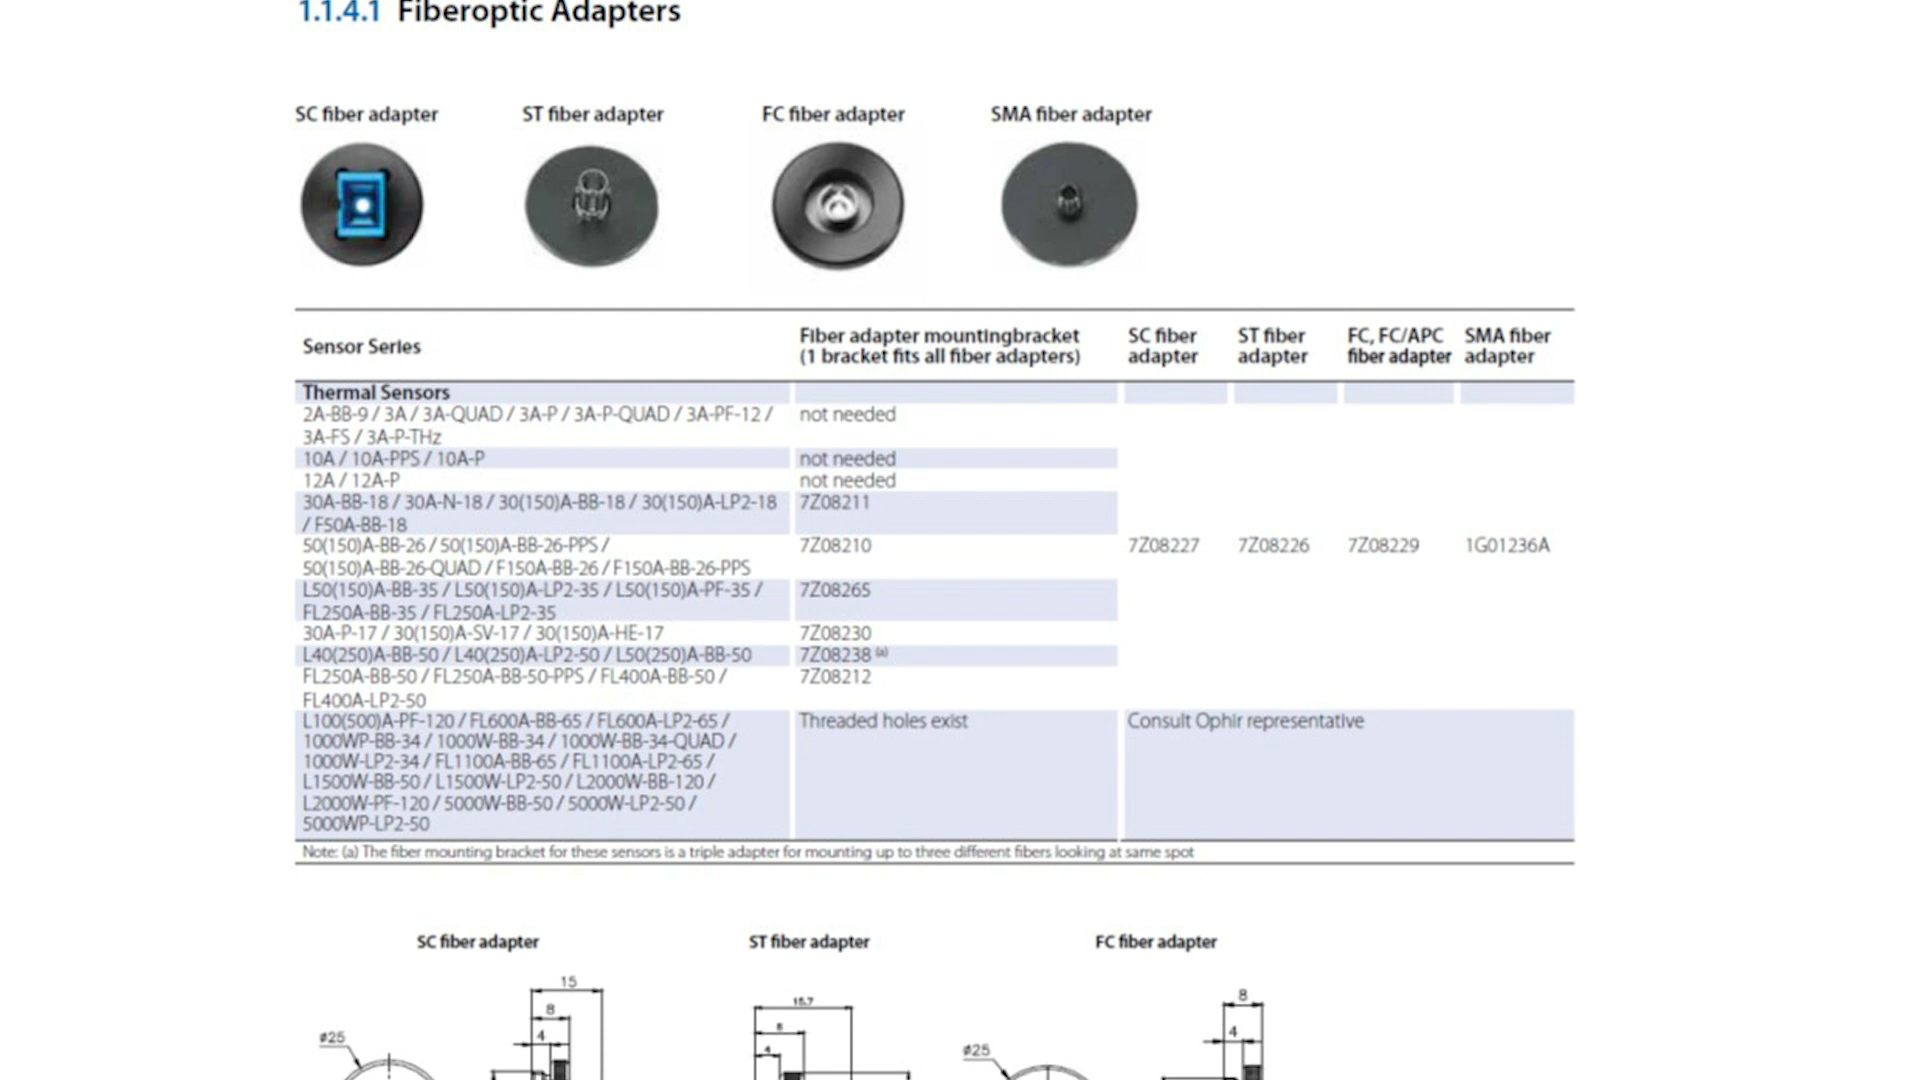 1.1.4.1 Fiberoptic Adapters
SC fiber adapter ST fiber adapter FC fiber adapter SMA fiber adapter
Sensor Series
Fiber adapter mountingbracket
(1 bracket fits all fiber adapters)
SC fiber
adapter
ST fiber
adapter
FC, FC/APC
fiber adapter
SMA fiber
adapter
Thermal Sensors
2A-BB-9 / 3A / 3A-QUAD / 3A-P / 3A-P-QUAD / 3A-PF-12 / not needed
3A-FS / 3A-P-THz
10A / 10A-PPS / 10A-P not needed
12A / 12A-P not needed
30A-BB-18 / 30A-N-18 / 30(150)A-BB-18 / 30(150)A-LP2-18 7Z08211
/ F50A-BB-18
50(150)A-BB-26 / 50(150)A-BB-26-PPS / 7Z08210 7Z08227 7Z08226 7Z08229 1G01236A
50(150)A-BB-26-QUAD / F150A-BB-26 / F150A-BB-26-PPS
L50(150)A-BB-35 / L50(150)A-LP2-35 / L50(150)A-PF-35 / 7Z08265
FL250A-BB-35 / FL250A-LP2-35
30A-P-17 / 30(150)A-SV-17 / 30(150)A-HE-17 7Z08230
L40(250)A-BB-50 / L40(250)A-LP2-50 / L50(250)A-BB-50 7Z08238 (a)
FL250A-BB-50 / FL250A-BB-50-PPS / FL400A-BB-50 / 7Z08212
FL400A-LP2-50
L100(500)A-PF-120 / FL600A-BB-65 / FL600A-LP2-65 / Threaded holes exist Consult Ophir representative
1000WP-BB-34 / 1000W-BB-34 / 1000W-BB-34-QUAD /
1000W-LP2-34 / FL1100A-BB-65 / FL1100A-LP2-65 /
L1500W-BB-50 / L1500W-LP2-50 / L2000W-BB-120 /
L2000W-PF-120 / 5000W-BB-50 / 5000W-LP2-50 /
5000WP-LP2-50
Note: (a) The fiber mounting bracket for these sensors is a triple adapter for mounting up to three different fibers looking at same spot
SC fiber adapter ST fiber adapter FC fiber adapter
15
8
4
ø25
15.7
8
4
8
4
ø25